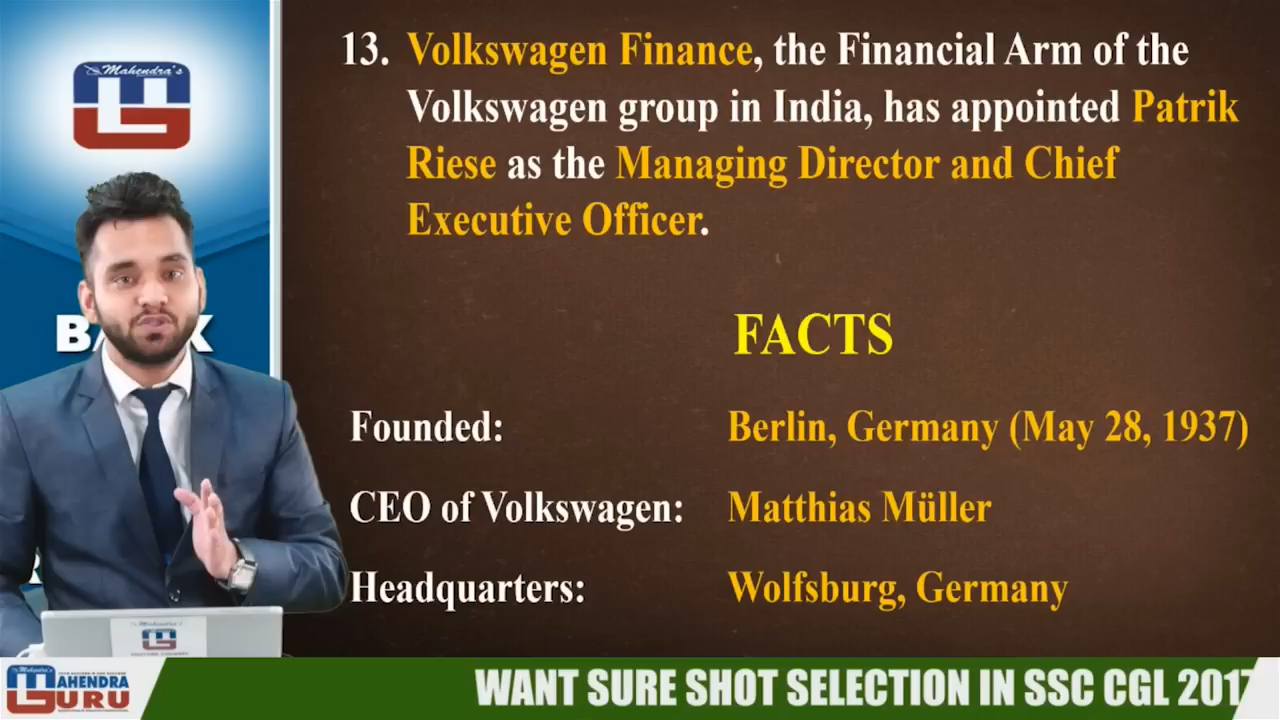 Mahendra's
13. Volkswagen Finance, the Financial Arm of the
Volkswagen group in India, has appointed Patrik
Riese as the Managing Director and Chief
Executive Officer.
FACTS
Founded: Berlin, Germany (May 28, 1937)
CEO of Volkswagen: Matthias Müller
Headquarters: Wolfsburg, Germany
Mahendra's
MAHENDRA
GURU
WANT SURE SHOT SELECTION IN SSC CGL 2017